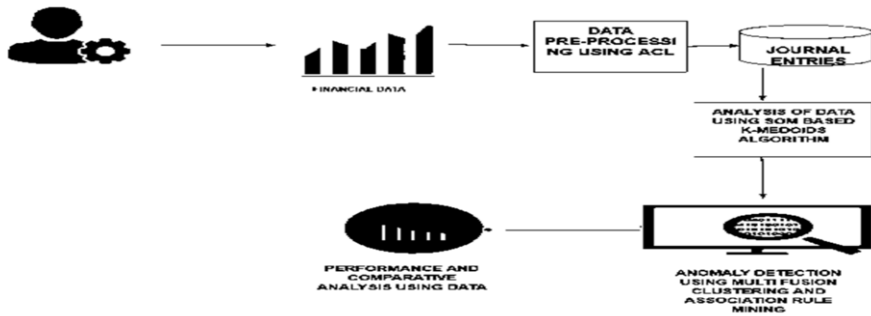 DATA
PRE-PROCESSI
NG USING ACL
JOURNAL
ENTRIES
FINANCIAL DATA
ANALYSIS OF DATA
USING SOM BASED
K-MEDOIDS
ALGORITHM
PERFORMANCE AND
COMPARATIVE
ANALYSIS USING DATA
ANOMALY DETECTION
USING MULTI FUSION
CLUSTERING AND
ASSOCIATION RULE
MINING